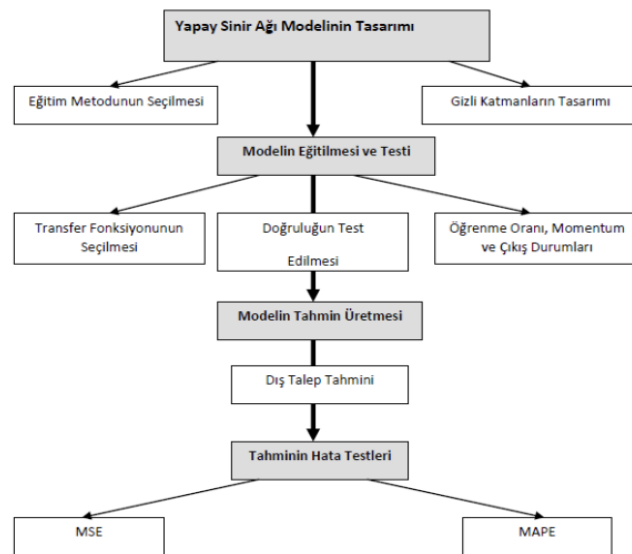 Yapay Sinir Ağı Modelinin Tasarımı
Eğitim Metodunun Seçilmesi
Gizli Katmanların Tasarımı
Modelin Eğitilmesi ve Testi
Transfer Fonksiyonunun
Seçilmesi
Doğruluğun Test
Edilmesi
Öğrenme Oranı, Momentum
ve Çıkış Durumları
Modelin Tahmin Üretmesi
Dış Talep Tahmini
Tahminin Hata Testleri
MSE
MAPE